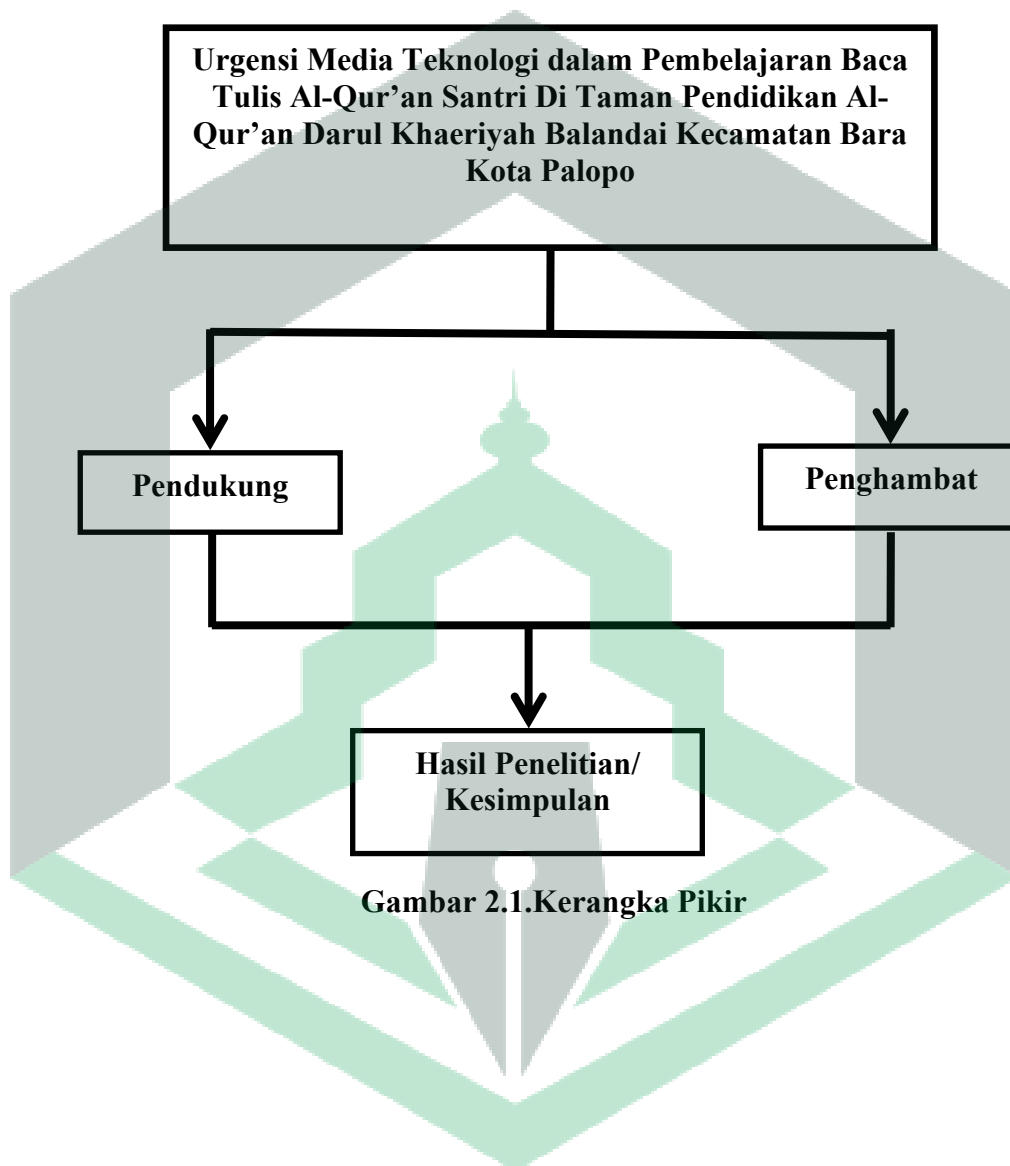 Urgensi Media Teknologi dalam Pembelajaran Baca
Tulis Al-Qur’an Santri Di Taman Pendidikan Al-
Qur’an Darul Khaeriyah Balandai Kecamatan Bara
Kota Palopo
Pendukung
Penghambat
Hasil Penelitian/
Kesimpulan
Gambar 2.1.Kerangka Pikir